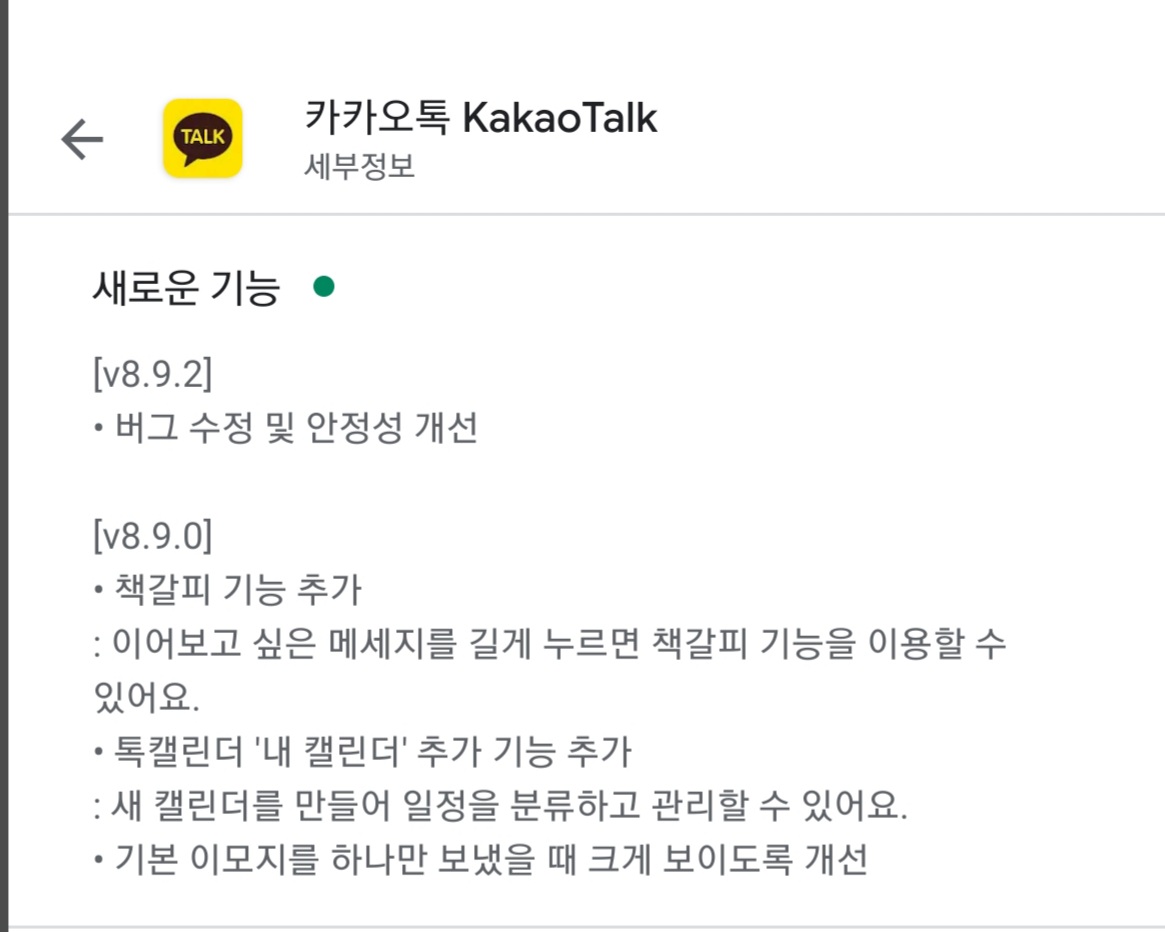 TALK
카카오톡 KakaoTalk
세부정보
새로운 기능
[v8.9.2]
• 버그 수정 및 안정성 개선
[v8.9.0]
• 책갈피 기능 추가
: 이어보고 싶은 메세지를 길게 누르면 책갈피 기능을 이용할 수
있어요.
• 톡캘린더 '내 캘린더' 추가 기능 추가
: 새 캘린더를 만들어 일정을 분류하고 관리할 수 있어요.
• 기본 이모지를 하나만 보냈을 때 크게 보이도록 개선